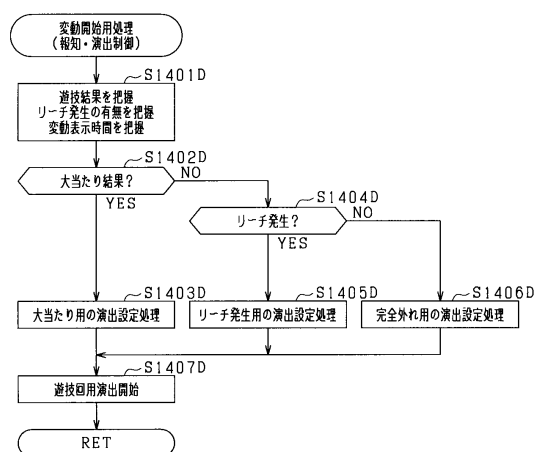 変動開始用処理
(報知・演出制御)
S1401D
遊技結果を把握
リーチ発生の有無を把握
変動表示時間を把握
S1402D
大当たり結果?
NO
YES
S1404D
リーチ発生?
NO
YES
S1403D
大当たり用の演出設定処理
S1405D
リーチ発生用の演出設定処理
S1406D
完全外れ用の演出設定処理
S1407D
遊技回用演出開始
RET